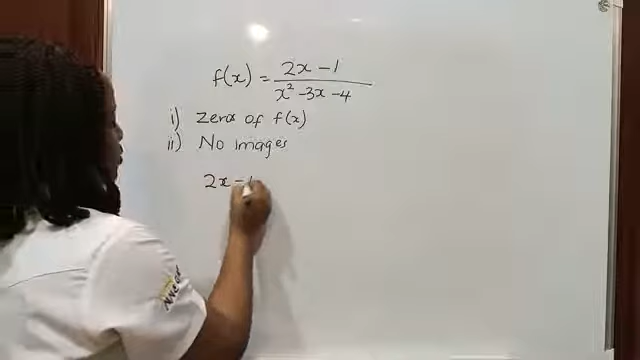 f(x) = 2x - 1 / x² - 3x - 4
i) Zeros of f(x)
ii) No images
2x - 1